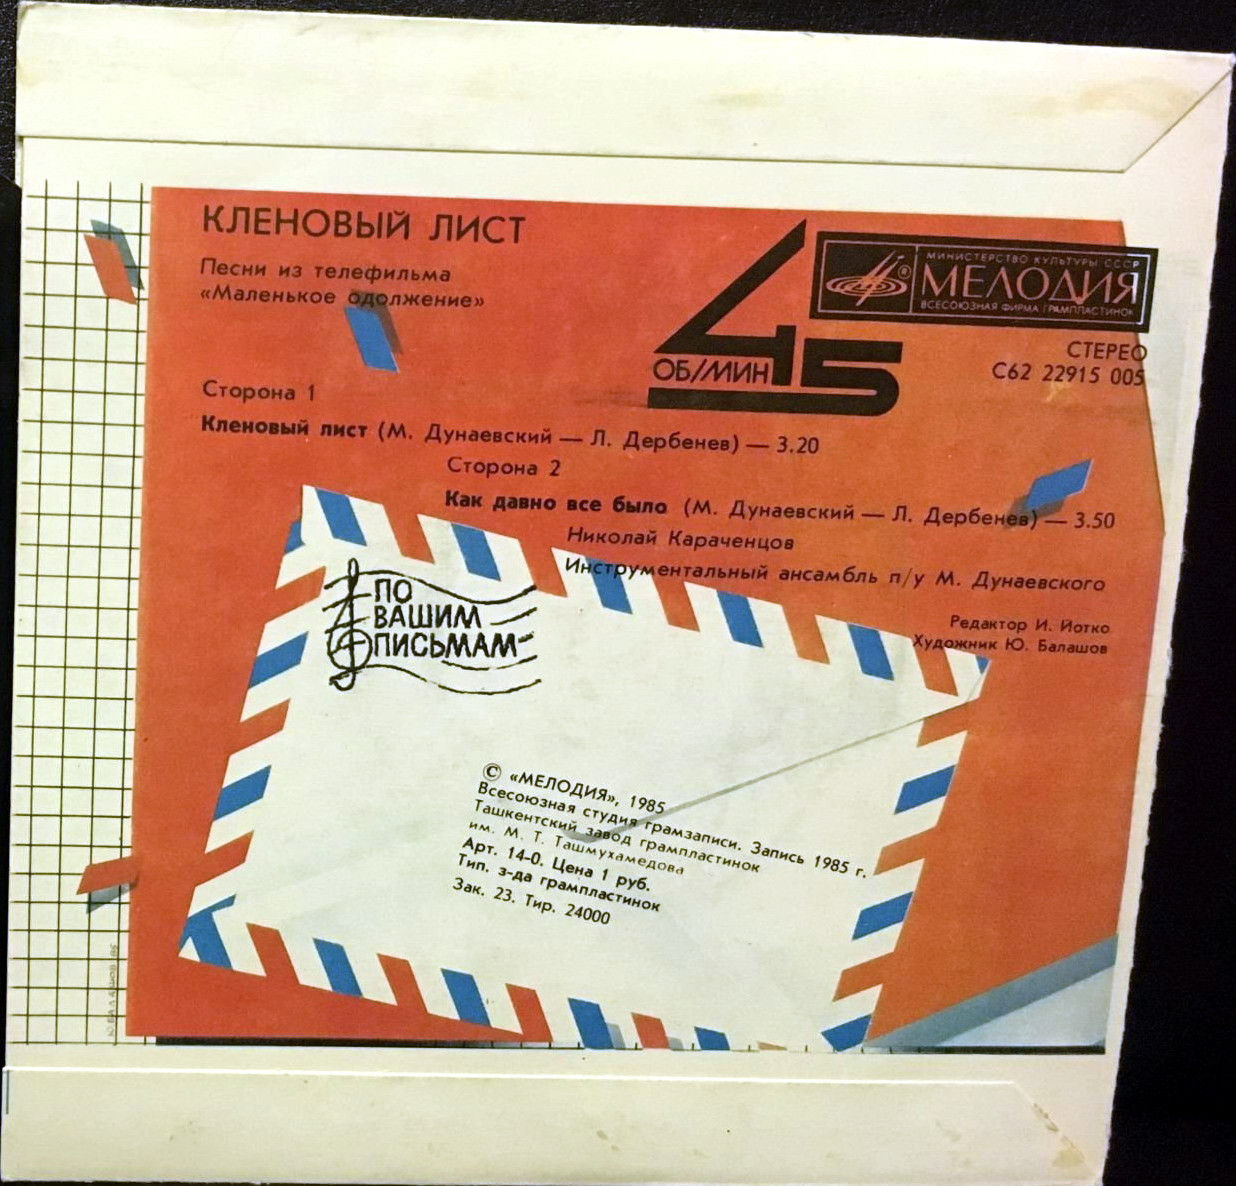 КЛЕНОВЫЙ ЛИСТ
Песни из телефильма
«Маленькое одолжение»
45
ОБ/МИН
МИНИСТЕРСТВО КУЛЬТУРЫ СССР
МЕЛОДИЯ
ВСЕСОЮЗНАЯ ФИРМА ГРАМПЛАСТИНОК
СТЕРЕО
С62 22915 005
Сторона 1
Кленовый лист (М. Дунаевский — Л. Дербенев) — 3.20
Сторона 2
Как давно все было (М. Дунаевский — Л. Дербенев) — 3.50
Николай Караченцов
Инструментальный ансамбль п/у М. Дунаевского
Редактор И. Йотко
Художник Ю. Балашов
ПО
ВАШИМ
ПИСЬМАМ
© «МЕЛОДИЯ», 1985
Всесоюзная студия грамзаписи. Запись 1985 г.
Ташкентский завод грампластинок
им. М. Т. Ташмухамедова
Арт. 14-0. Цена 1 руб.
Тип. з-да грампластинок
Зак. 23. Тир. 24000